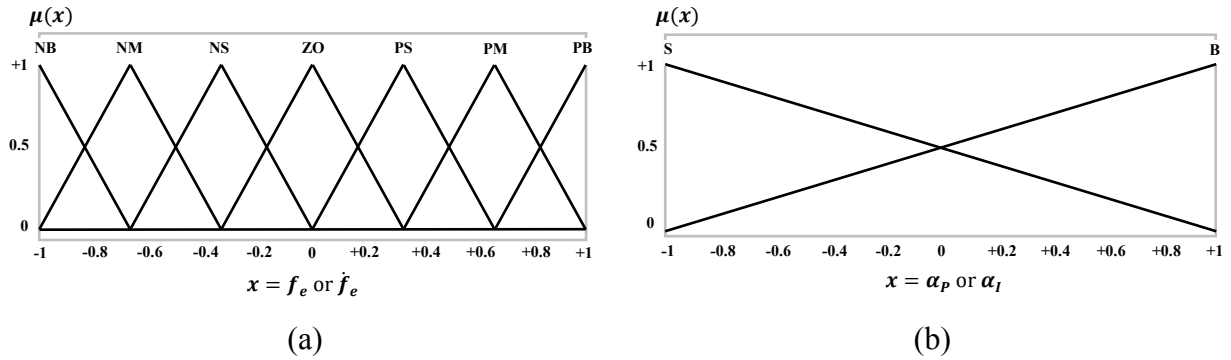 μ(x)
NB NM NS ZO PS PM PB
+1
0.5
0
-1 -0.8 -0.6 -0.4 -0.2 0 +0.2 +0.4 +0.6 +0.8 +1
x = f_e or ḟ_e
(a)
μ(x)
S B
+1
0.5
0
-1 -0.8 -0.6 -0.4 -0.2 0 +0.2 +0.4 +0.6 +0.8 +1
x = α_P or α_I
(b)